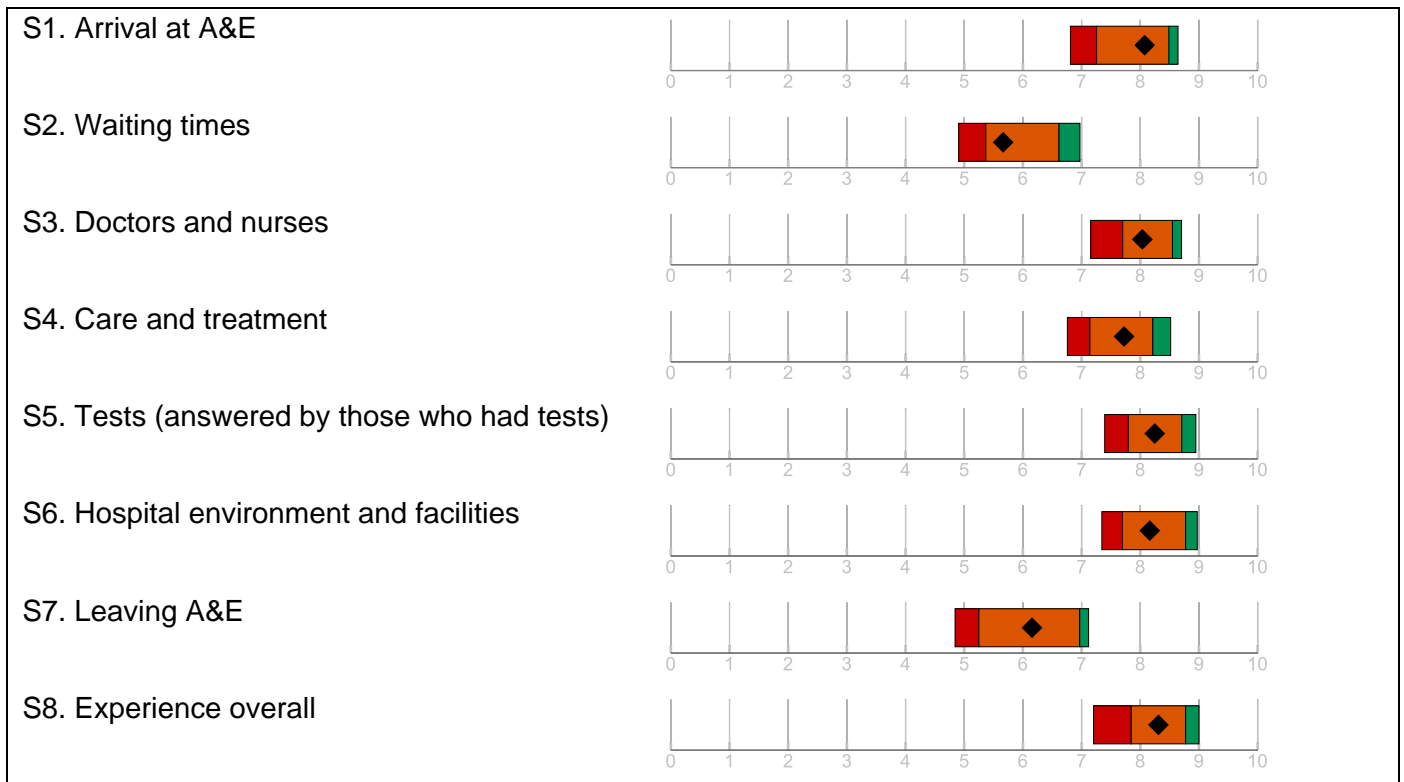 S1. Arrival at A&E
0 1 2 3 4 5 6 7 8 9 10
S2. Waiting times
0 1 2 3 4 5 6 7 8 9 10
S3. Doctors and nurses
0 1 2 3 4 5 6 7 8 9 10
S4. Care and treatment
0 1 2 3 4 5 6 7 8 9 10
S5. Tests (answered by those who had tests)
0 1 2 3 4 5 6 7 8 9 10
S6. Hospital environment and facilities
0 1 2 3 4 5 6 7 8 9 10
S7. Leaving A&E
0 1 2 3 4 5 6 7 8 9 10
S8. Experience overall
0 1 2 3 4 5 6 7 8 9 10